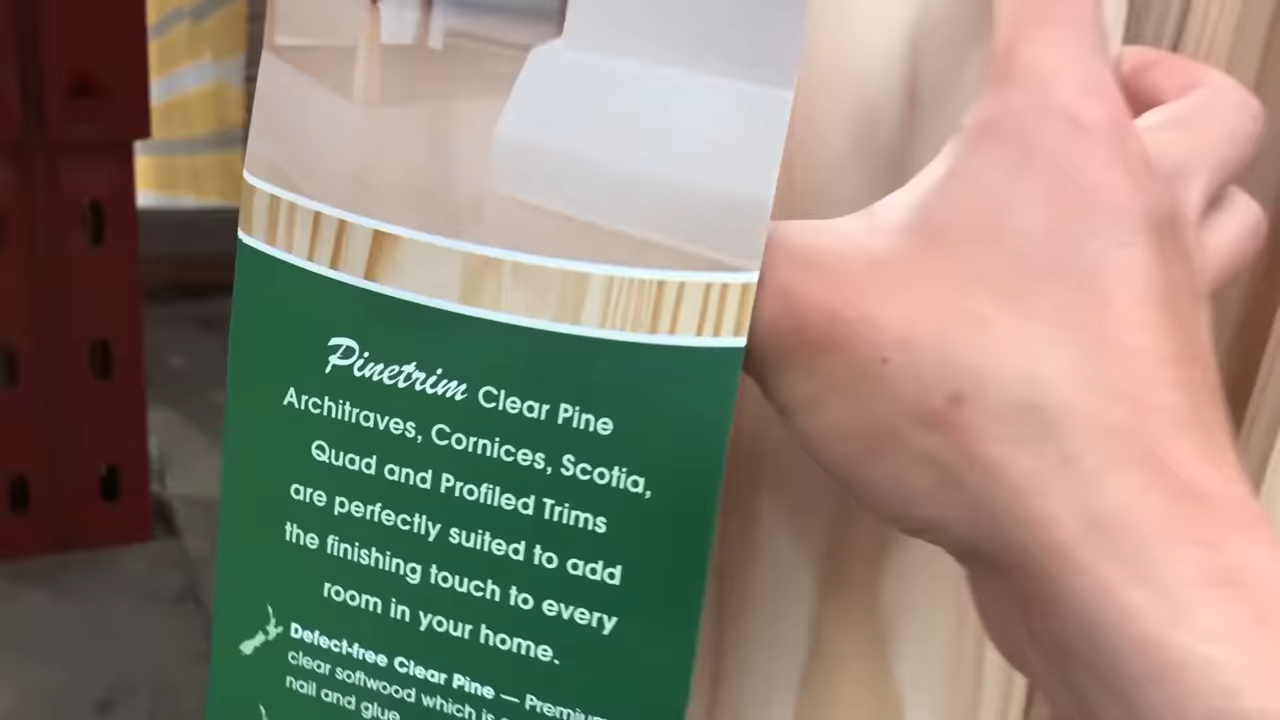 Pinetrim Clear Pine
Architraves, Cornices, Scotia,
Quad and Profiled Trims
are perfectly suited to add
the finishing touch to every
room in your home.
Defect-free Clear Pine — Premium
clear softwood which is
nail and glue